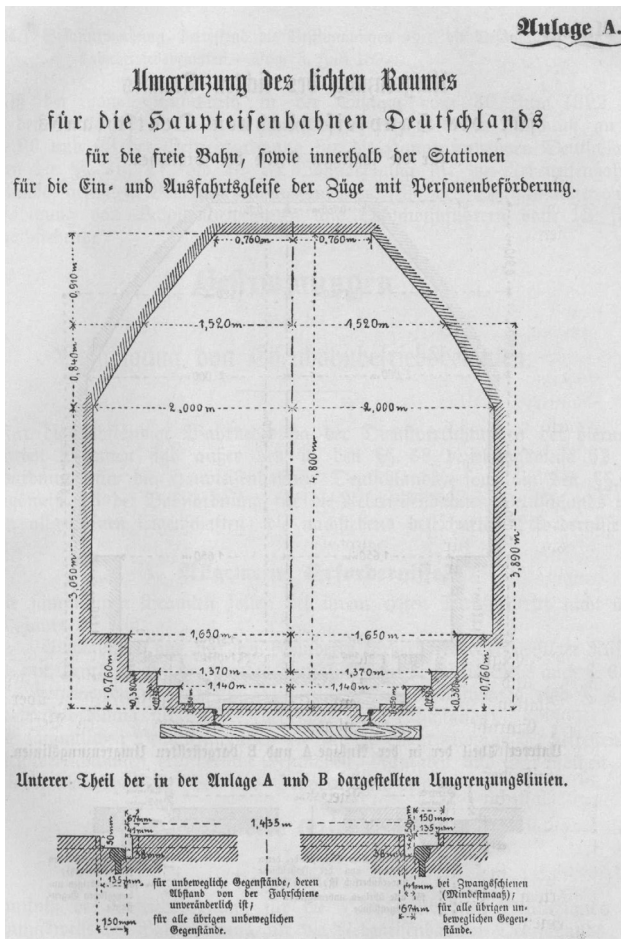 Anlage A.
Umgrenzung des lichten Raumes
für die Haupteisenbahnen Deutschlands
für die freie Bahn, sowie innerhalb der Stationen
für die Ein- und Ausfahrtsgleise der Züge mit Personenbeförderung.
0,760m 0,760m
0,910m
1,520m 1,520m
0,840m
2,000m 2,000m
4,800m
3,050m
3,890m
1,650m 1,650m
0,760m 1,370m 1,370m 0,760m
0,380m 1,140m 1,140m 0,380m
Unterer Theil der in der Anlage A und B dargestellten Umgrenzungslinien.
67mm 1,435m 150mm
41mm 135mm
50mm 50mm
38mm 38mm
135mm 41mm
150mm 67mm
für unbewegliche Gegenstände, deren
Abstand von der Fahrschiene
unveränderlich ist;
für alle übrigen unbeweglichen
Gegenstände.
bei Zwangschienen
(Mindestmaaß);
für alle übrigen un-
beweglichen Gegen-
stände.